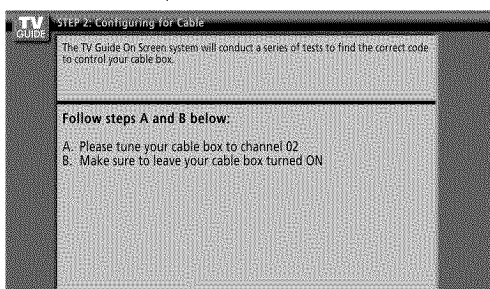 TV
GUIDE
STEP 2: Configuring for Cable
The TV Guide On Screen system will conduct a series of tests to find the correct code
to control your cable box.
Follow steps A and B below:
A. Please tune your cable box to channel 02
B. Make sure to leave your cable box turned ON